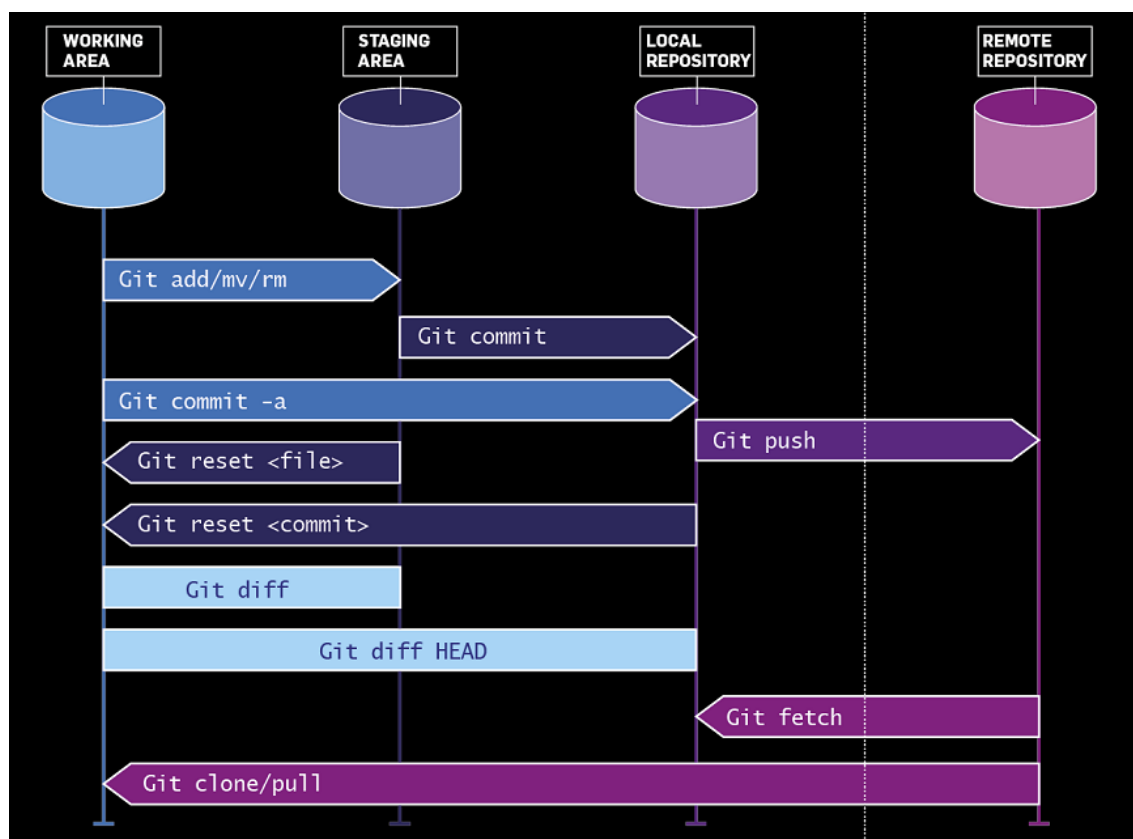 WORKING
AREA
STAGING
AREA
LOCAL
REPOSITORY
REMOTE
REPOSITORY
Git add/mv/rm
Git commit
Git commit -a
Git push
Git reset <file>
Git reset <commit>
Git diff
Git diff HEAD
Git fetch
Git clone/pull